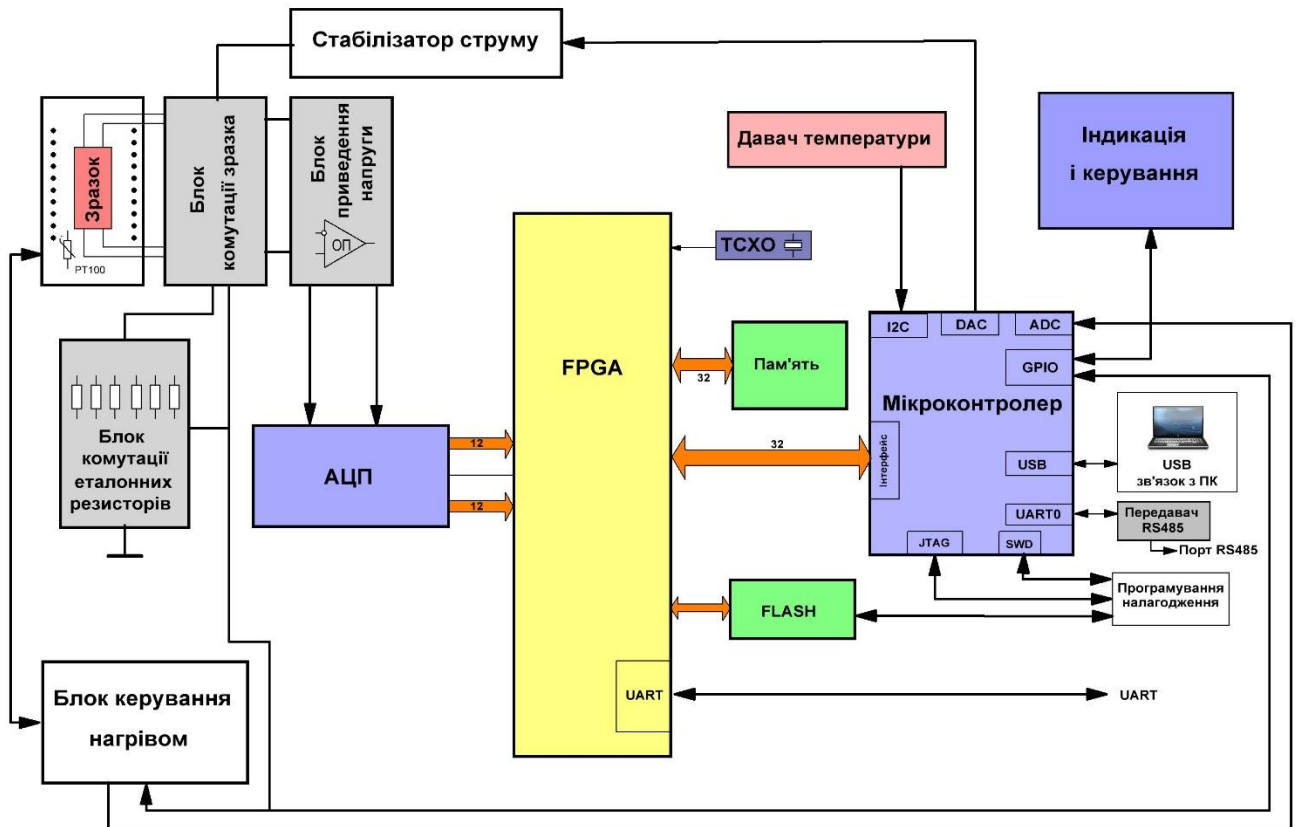 Стабілізатор струму
Зразок
PT100
Блок
комутації зразка
Блок
приведення
напруги
ОП
Давач температури
Індикація
і керування
TCXO
FPGA
Пам'ять
32
I2C
DAC
ADC
GPIO
Мікроконтролер
Інтерфейс
USB
UART0
JTAG
SWD
32
USB
зв'язок з ПК
Передавач
RS485
Порт RS485
Програмування
налагодження
Блок
комутації
еталонних
резисторів
АЦП
12
12
FLASH
UART
UART
Блок керування
нагрівом